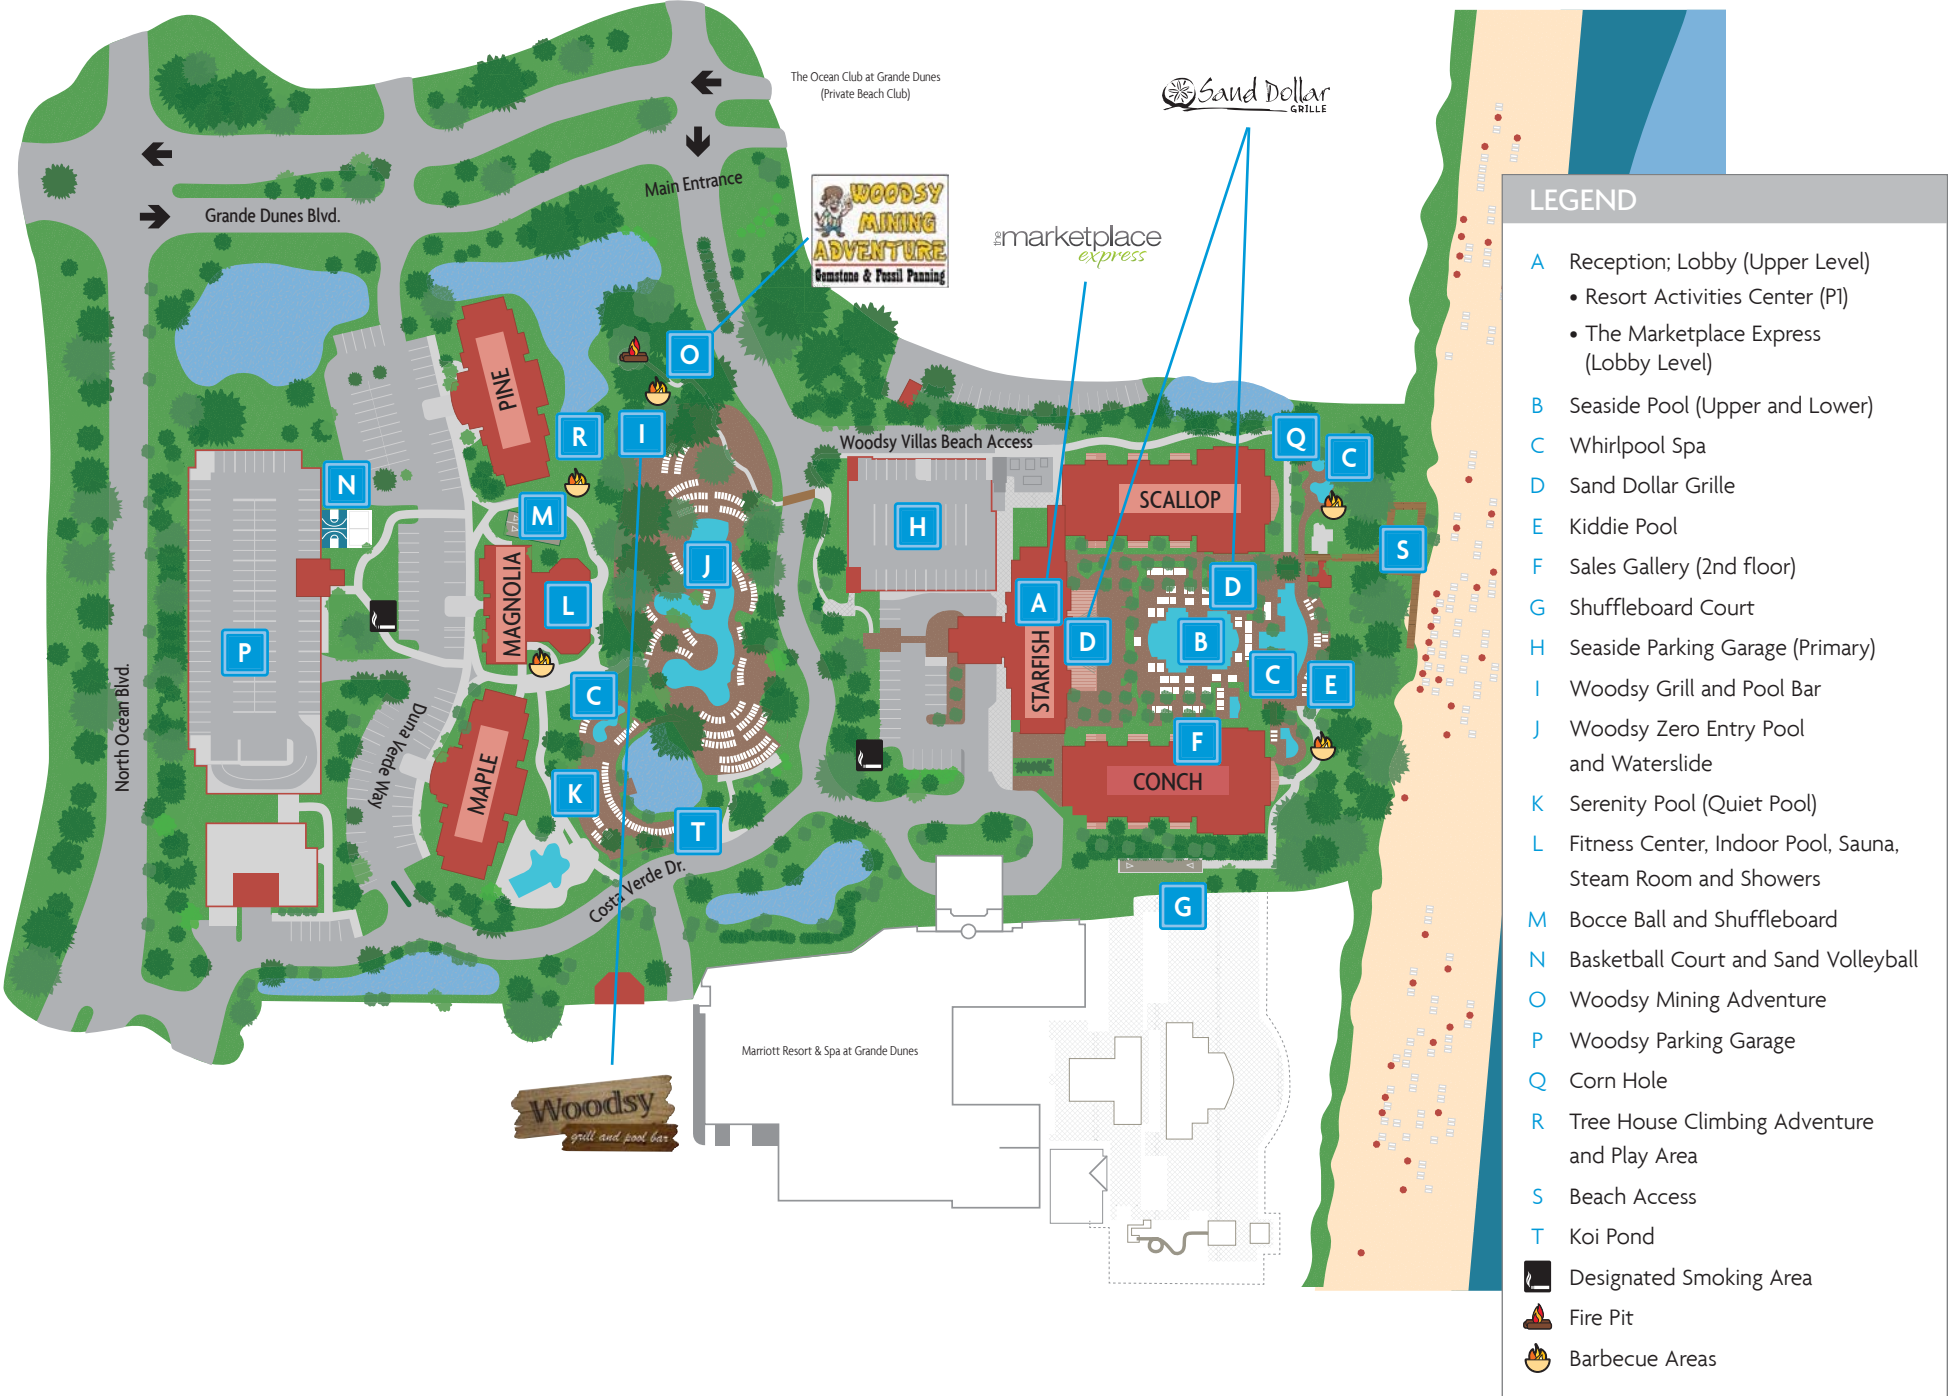 The Ocean Club at Grande Dunes
(Private Beach Club)
Sand Dollar
GRILLE
Main Entrance
Grande Dunes Blvd.
WOODSY
MINING
ADVENTURE
Gemstone & Fossil Panning
the marketplace
express
Woodsy Villas Beach Access
PINE
O
R
I
N
M
J
H
Q
C
SCALLOP
S
MAGNOLIA
L
P
A
D
D
B
STARFISH
C
E
C
F
CONCH
K
T
MAPLE
G
North Ocean Blvd.
Duna Verde Way
Costa Verde Dr.
Marriott Resort & Spa at Grande Dunes
Woodsy
grill and pool bar
LEGEND
A Reception; Lobby (Upper Level)
• Resort Activities Center (P1)
• The Marketplace Express
(Lobby Level)
B Seaside Pool (Upper and Lower)
C Whirlpool Spa
D Sand Dollar Grille
E Kiddie Pool
F Sales Gallery (2nd floor)
G Shuffleboard Court
H Seaside Parking Garage (Primary)
I Woodsy Grill and Pool Bar
J Woodsy Zero Entry Pool
and Waterslide
K Serenity Pool (Quiet Pool)
L Fitness Center, Indoor Pool, Sauna,
Steam Room and Showers
M Bocce Ball and Shuffleboard
N Basketball Court and Sand Volleyball
O Woodsy Mining Adventure
P Woodsy Parking Garage
Q Corn Hole
R Tree House Climbing Adventure
and Play Area
S Beach Access
T Koi Pond
Designated Smoking Area
Fire Pit
Barbecue Areas